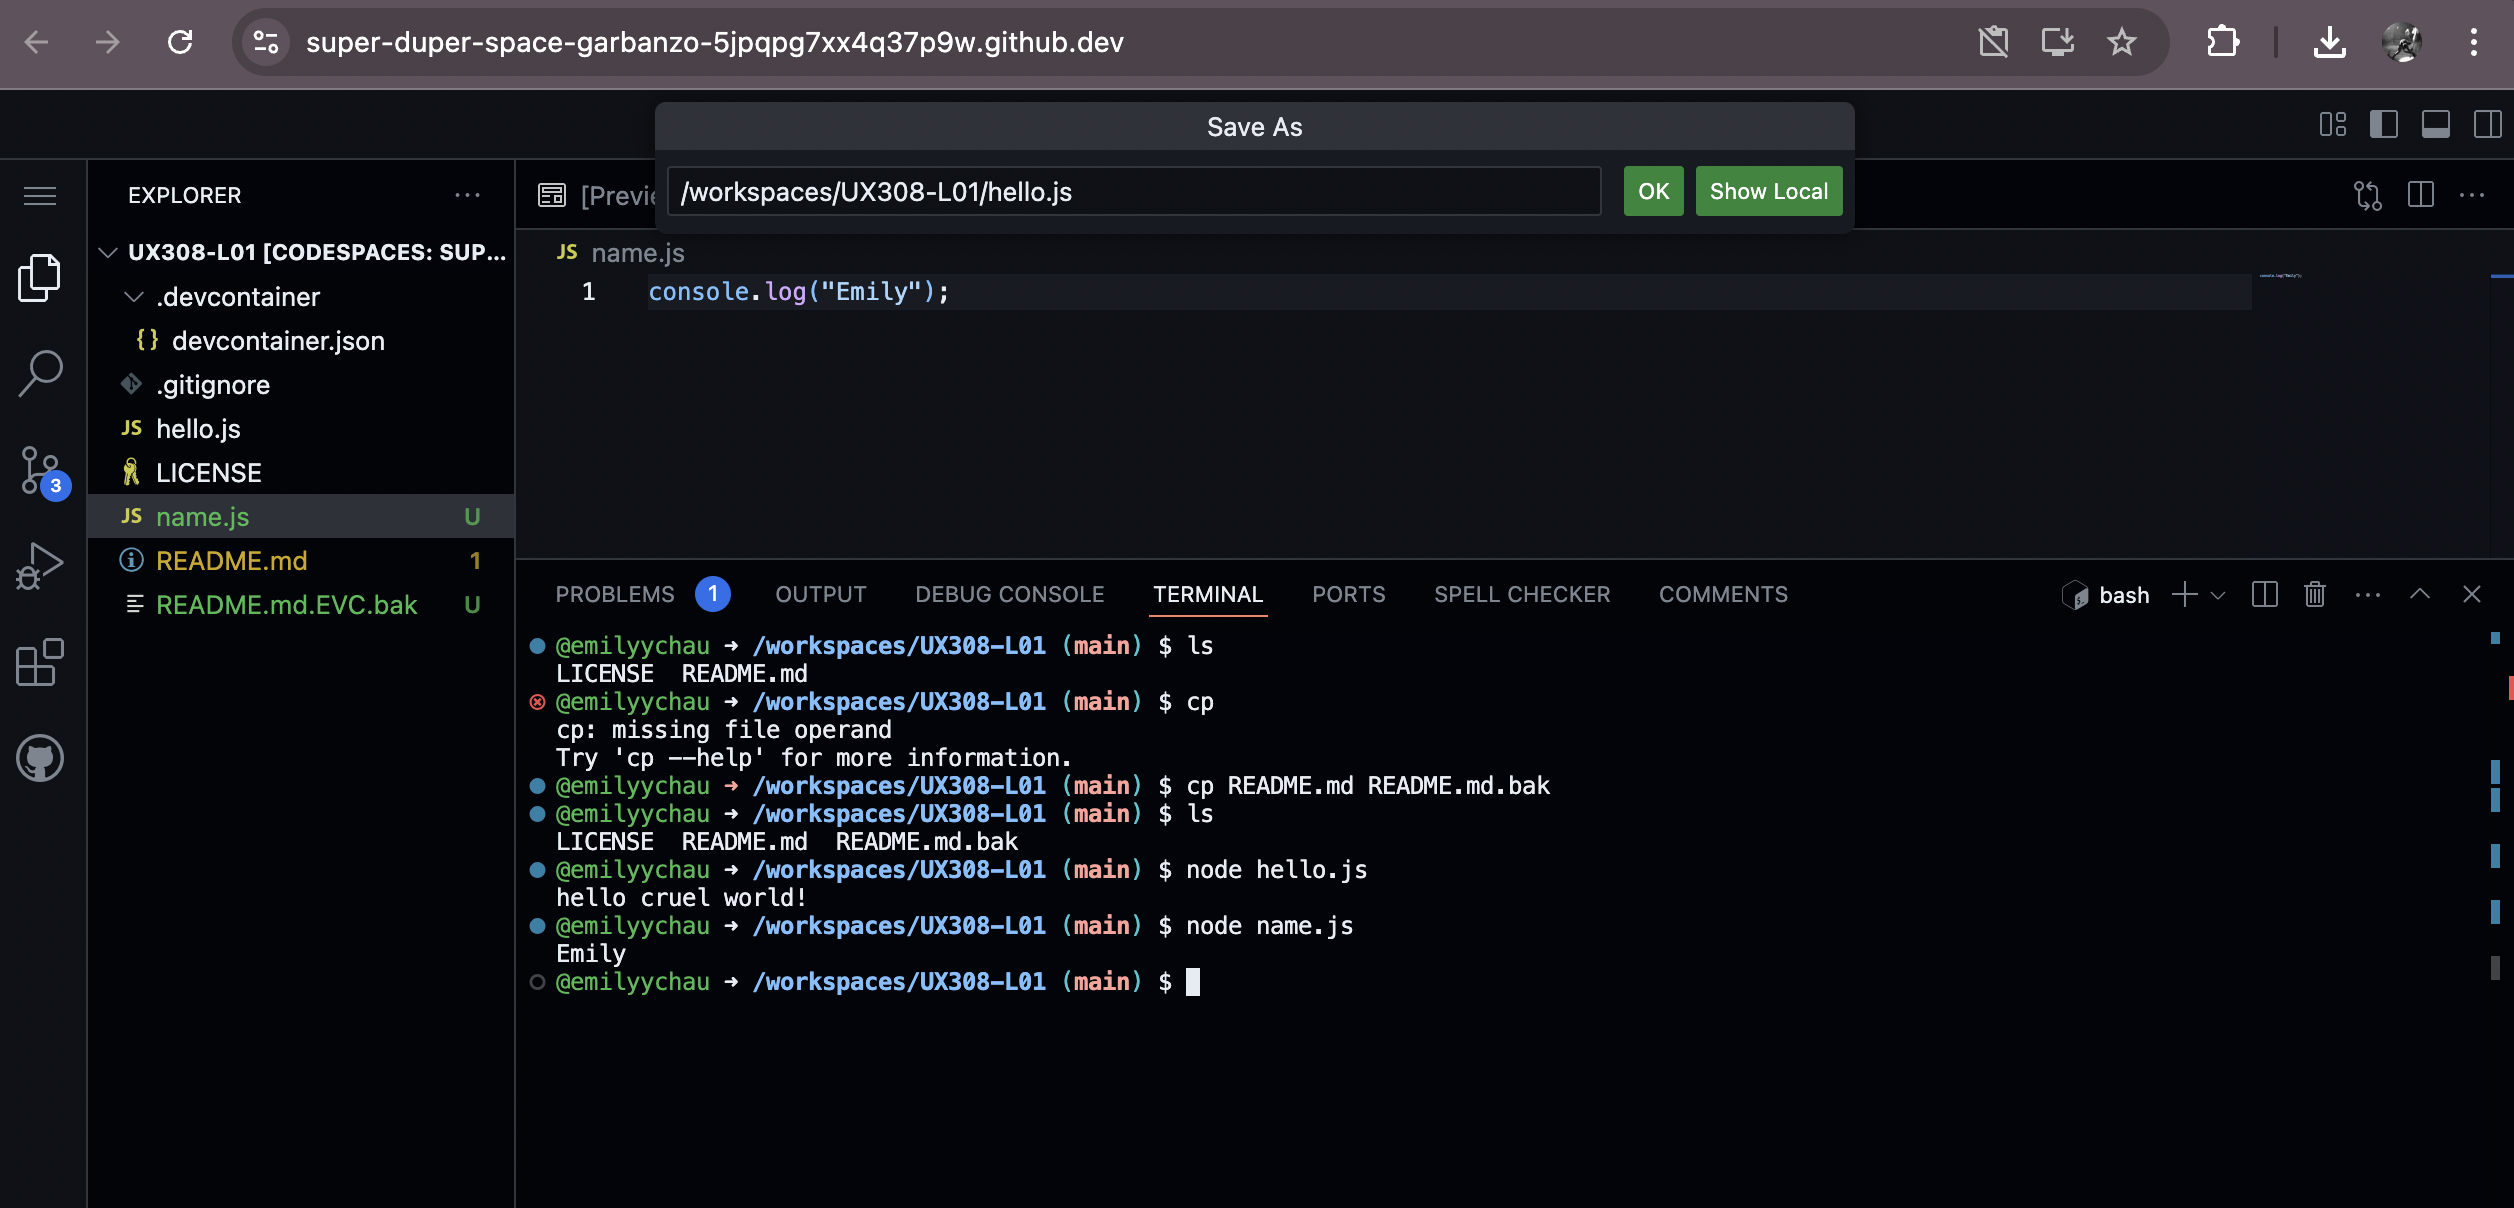 super-duper-space-garbanzo-5jpqpg7xx4q37p9w.github.dev
Save As
/workspaces/UX308-L01/hello.js
OK
Show Local
EXPLORER
[Previe
UX308-L01 [CODESPACES: SUP...
.devcontainer
{} devcontainer.json
.gitignore
JS hello.js
LICENSE
JS name.js U
README.md 1
README.md.EVC.bak U
3
JS name.js
1 console.log("Emily");
PROBLEMS 1 OUTPUT DEBUG CONSOLE TERMINAL PORTS SPELL CHECKER COMMENTS
bash
@emilyychau ➜ /workspaces/UX308-L01 (main) $ ls
LICENSE README.md
@emilyychau ➜ /workspaces/UX308-L01 (main) $ cp
cp: missing file operand
Try 'cp --help' for more information.
@emilyychau ➜ /workspaces/UX308-L01 (main) $ cp README.md README.md.bak
@emilyychau ➜ /workspaces/UX308-L01 (main) $ ls
LICENSE README.md README.md.bak
@emilyychau ➜ /workspaces/UX308-L01 (main) $ node hello.js
hello cruel world!
@emilyychau ➜ /workspaces/UX308-L01 (main) $ node name.js
Emily
@emilyychau ➜ /workspaces/UX308-L01 (main) $